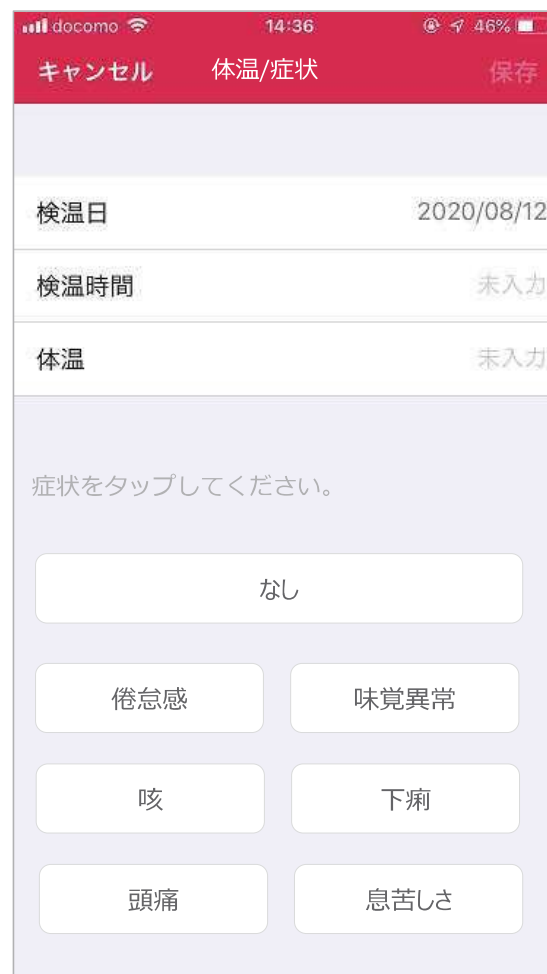 docomo 14:36 46%
キャンセル 体温/症状 保存
検温日 2020/08/12
検温時間 未入力
体温 未入力
症状をタップしてください。
なし
倦怠感 味覚異常
咳 下痢
頭痛 息苦しさ